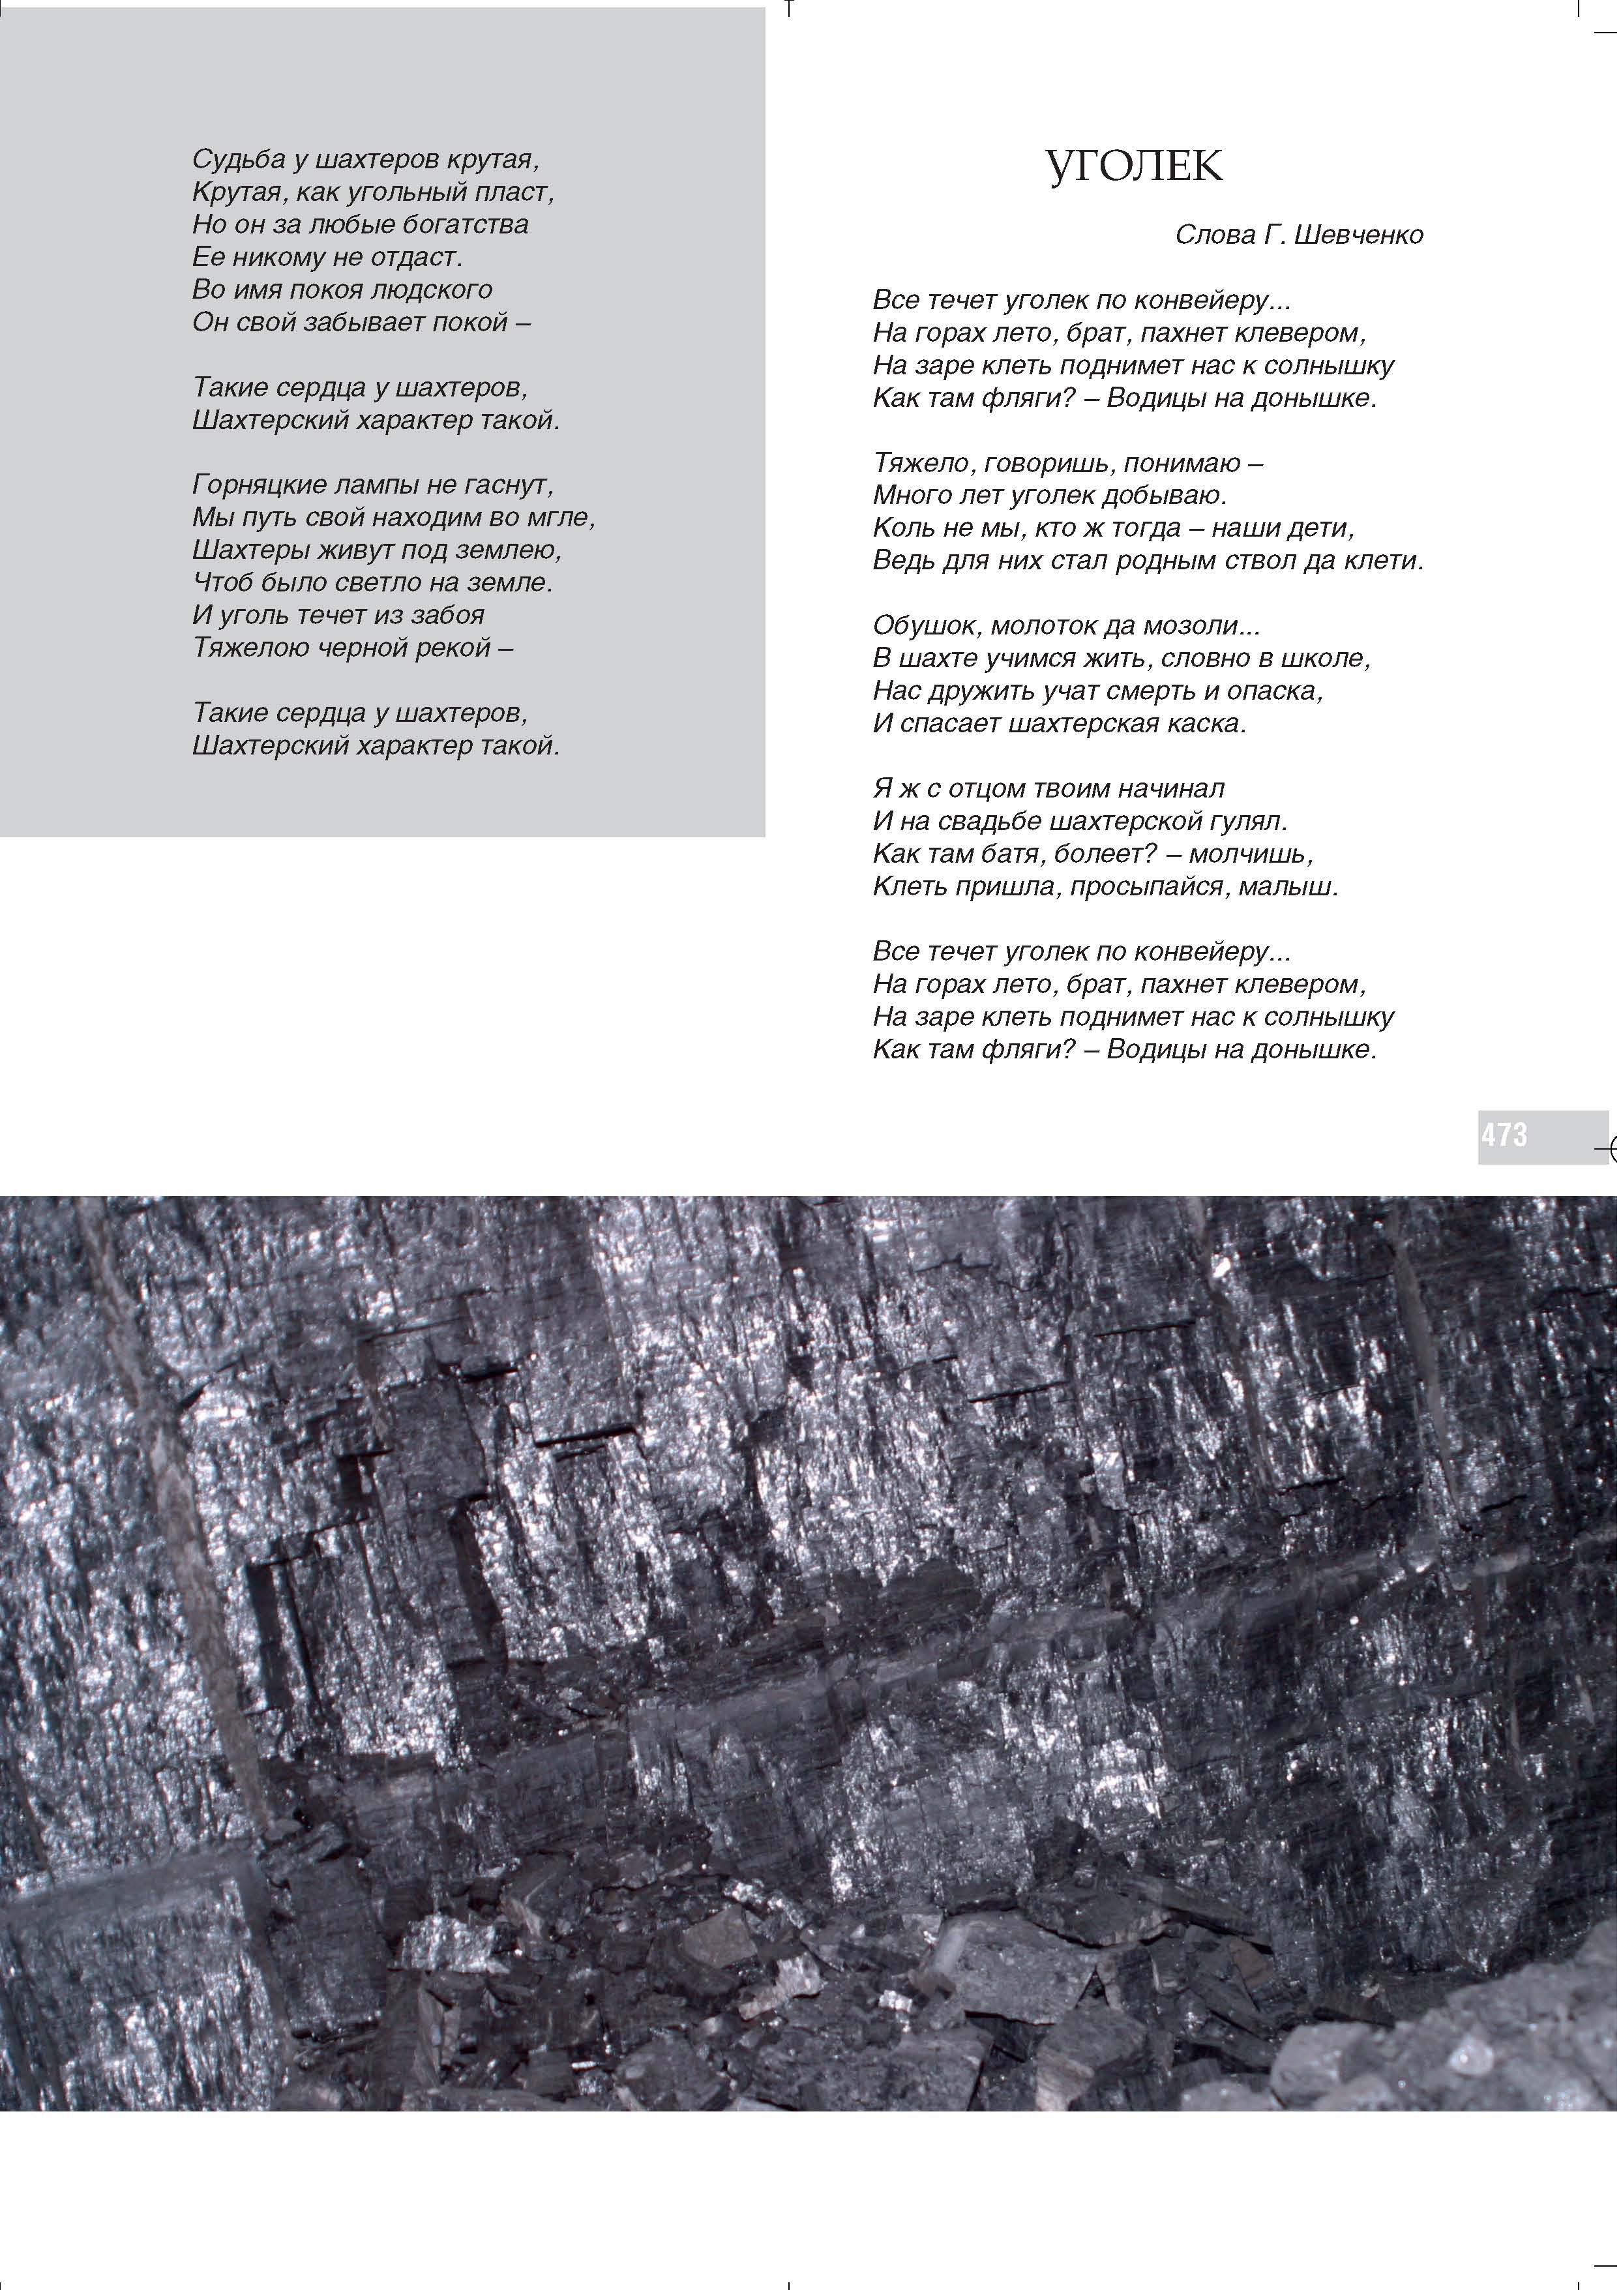 Судьба у шахтеров крутая,
Крутая, как угольный пласт,
Но он за любые богатства
Ее никому не отдаст.
Во имя покоя людского
Он свой забывает покой –
Такие сердца у шахтеров,
Шахтерский характер такой.
Горняцкие лампы не гаснут,
Мы путь свой находим во мгле,
Шахтеры живут под землею,
Чтоб было светло на земле.
И уголь течет из забоя
Тяжелою черной рекой –
Такие сердца у шахтеров,
Шахтерский характер такой.
УГОЛЕК
Слова Г. Шевченко
Все течет уголек по конвейеру...
На горах лето, брат, пахнет клевером,
На заре клеть поднимет нас к солнышку
Как там фляги? – Водицы на донышке.
Тяжело, говоришь, понимаю –
Много лет уголек добываю.
Коль не мы, кто ж тогда – наши дети,
Ведь для них стал родным ствол да клети.
Обушок, молоток да мозоли...
В шахте учимся жить, словно в школе,
Нас дружить учат смерть и опаска,
И спасает шахтерская каска.
Я ж с отцом твоим начинал
И на свадьбе шахтерской гулял.
Как там батя, болеет? – молчишь,
Клеть пришла, просыпайся, малыш.
Все течет уголек по конвейеру...
На горах лето, брат, пахнет клевером,
На заре клеть поднимет нас к солнышку
Как там фляги? – Водицы на донышке.
473